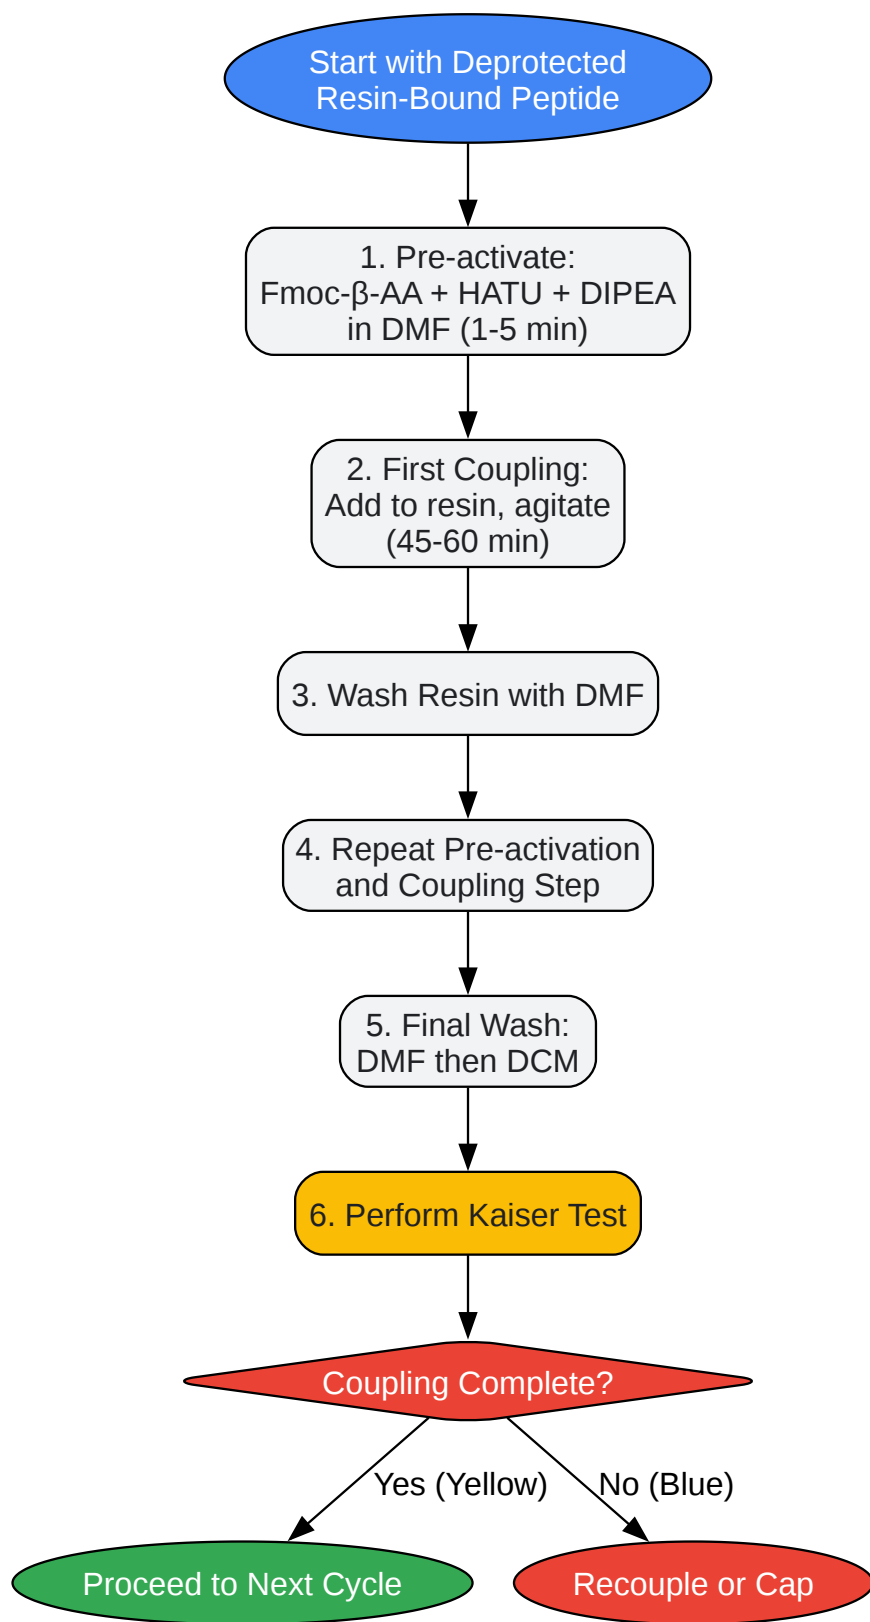 Start with Deprotected
Resin-Bound Peptide
1. Pre-activate:
Fmoc-β-AA + HATU + DIPEA
in DMF (1-5 min)
2. First Coupling:
Add to resin, agitate
(45-60 min)
3. Wash Resin with DMF
4. Repeat Pre-activation
and Coupling Step
5. Final Wash:
DMF then DCM
6. Perform Kaiser Test
Coupling Complete?
Yes (Yellow)
No (Blue)
Proceed to Next Cycle
Recouple or Cap